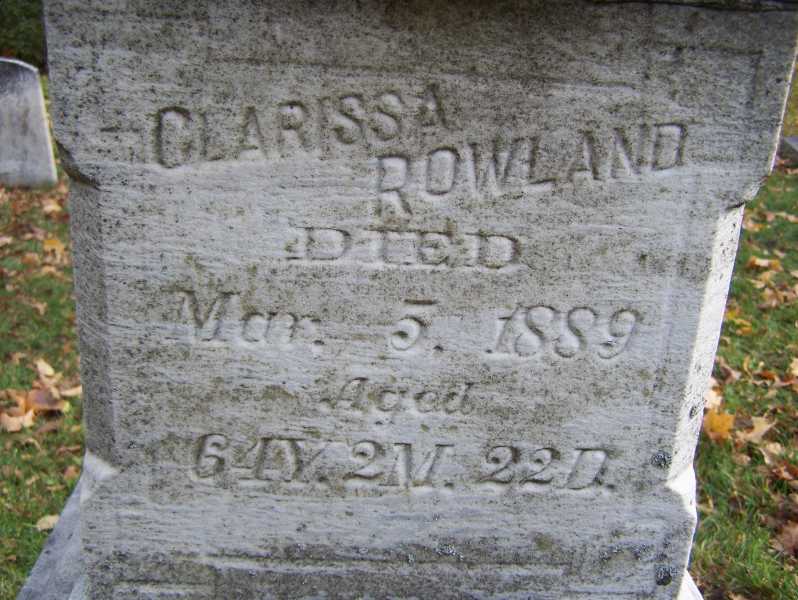 CLARISSA
ROWLAND
DIED
Mar. 5. 1889
Aged
64Y. 2M. 22D.